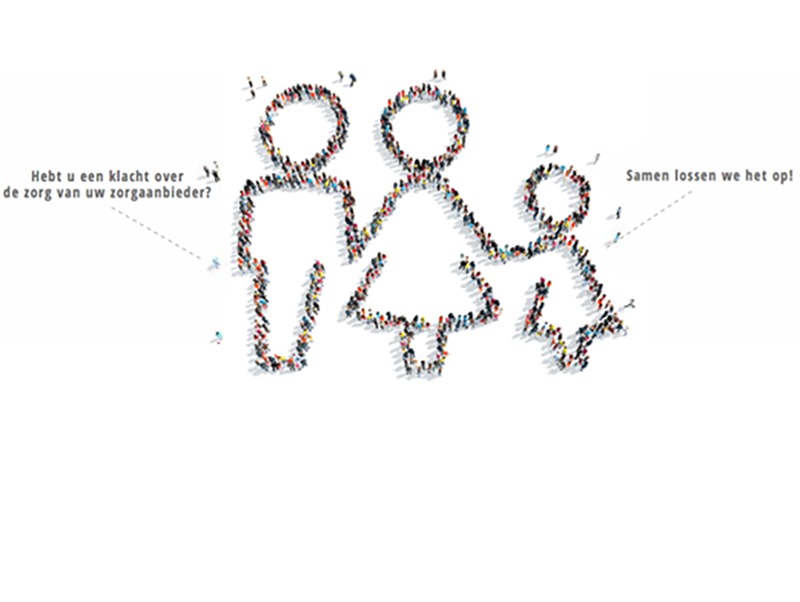 Hebt u een klacht over
de zorg van uw zorgaanbieder?
Samen lossen we het op!